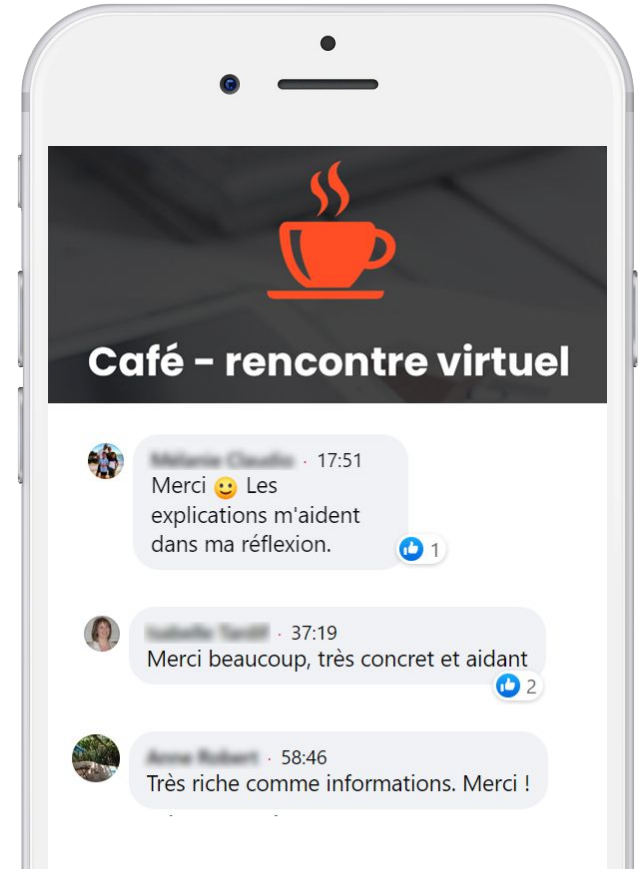 Café - rencontre virtuel
· 17:51
Merci 🙂 Les
explications m'aident
dans ma réflexion.
1
· 37:19
Merci beaucoup, très concret et aidant
2
· 58:46
Très riche comme informations. Merci !